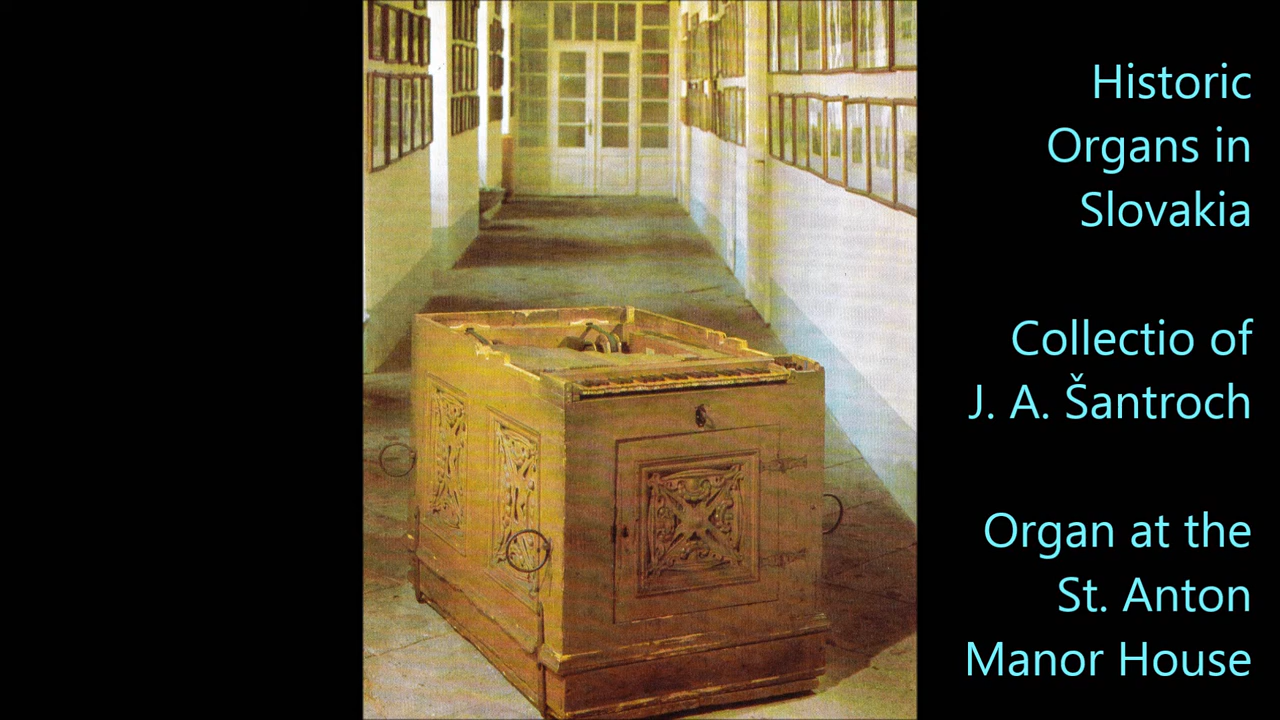 Historic
Organs in
Slovakia
Collectio of
J. A. Šantroch
Organ at the
St. Anton
Manor House